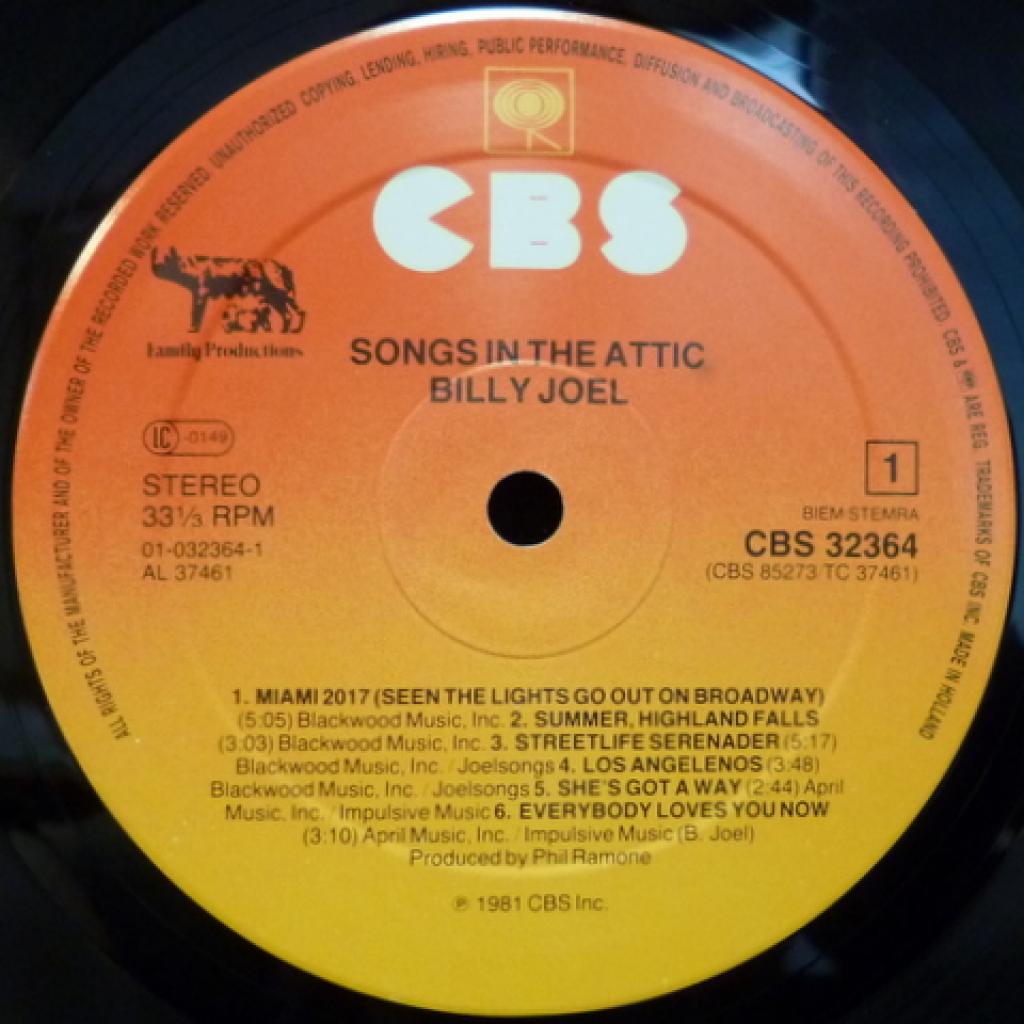 ALL RIGHTS OF THE MANUFACTURER AND OF THE OWNER OF THE RECORDED WORK RESERVED UNAUTHORIZED COPYING, LENDING, HIRING, PUBLIC PERFORMANCE, DIFFUSION AND BROADCASTING OF THIS RECORDING PROHIBITED CBS & ARE REG. TRADEMARKS OF CBS INC. MADE IN HOLLAND
CBS
Family Productions
SONGS IN THE ATTIC
BILLY JOEL
LC -0149
STEREO
33⅓ RPM
01-032364-1
AL 37461
1
BIEM STEMRA
CBS 32364
(CBS 85273 TC 37461)
1. MIAMI 2017 (SEEN THE LIGHTS GO OUT ON BROADWAY)
(5:05) Blackwood Music, Inc. 2. SUMMER, HIGHLAND FALLS
(3:03) Blackwood Music, Inc. 3. STREETLIFE SERENADER (5:17)
Blackwood Music, Inc. / Joelsongs 4. LOS ANGELENOS (3:48)
Blackwood Music, Inc. / Joelsongs 5. SHE'S GOT A WAY (2:44) April
Music, Inc. / Impulsive Music 6. EVERYBODY LOVES YOU NOW
(3:10) April Music, Inc. / Impulsive Music (B. Joel)
Produced by Phil Ramone
℗ 1981 CBS Inc.